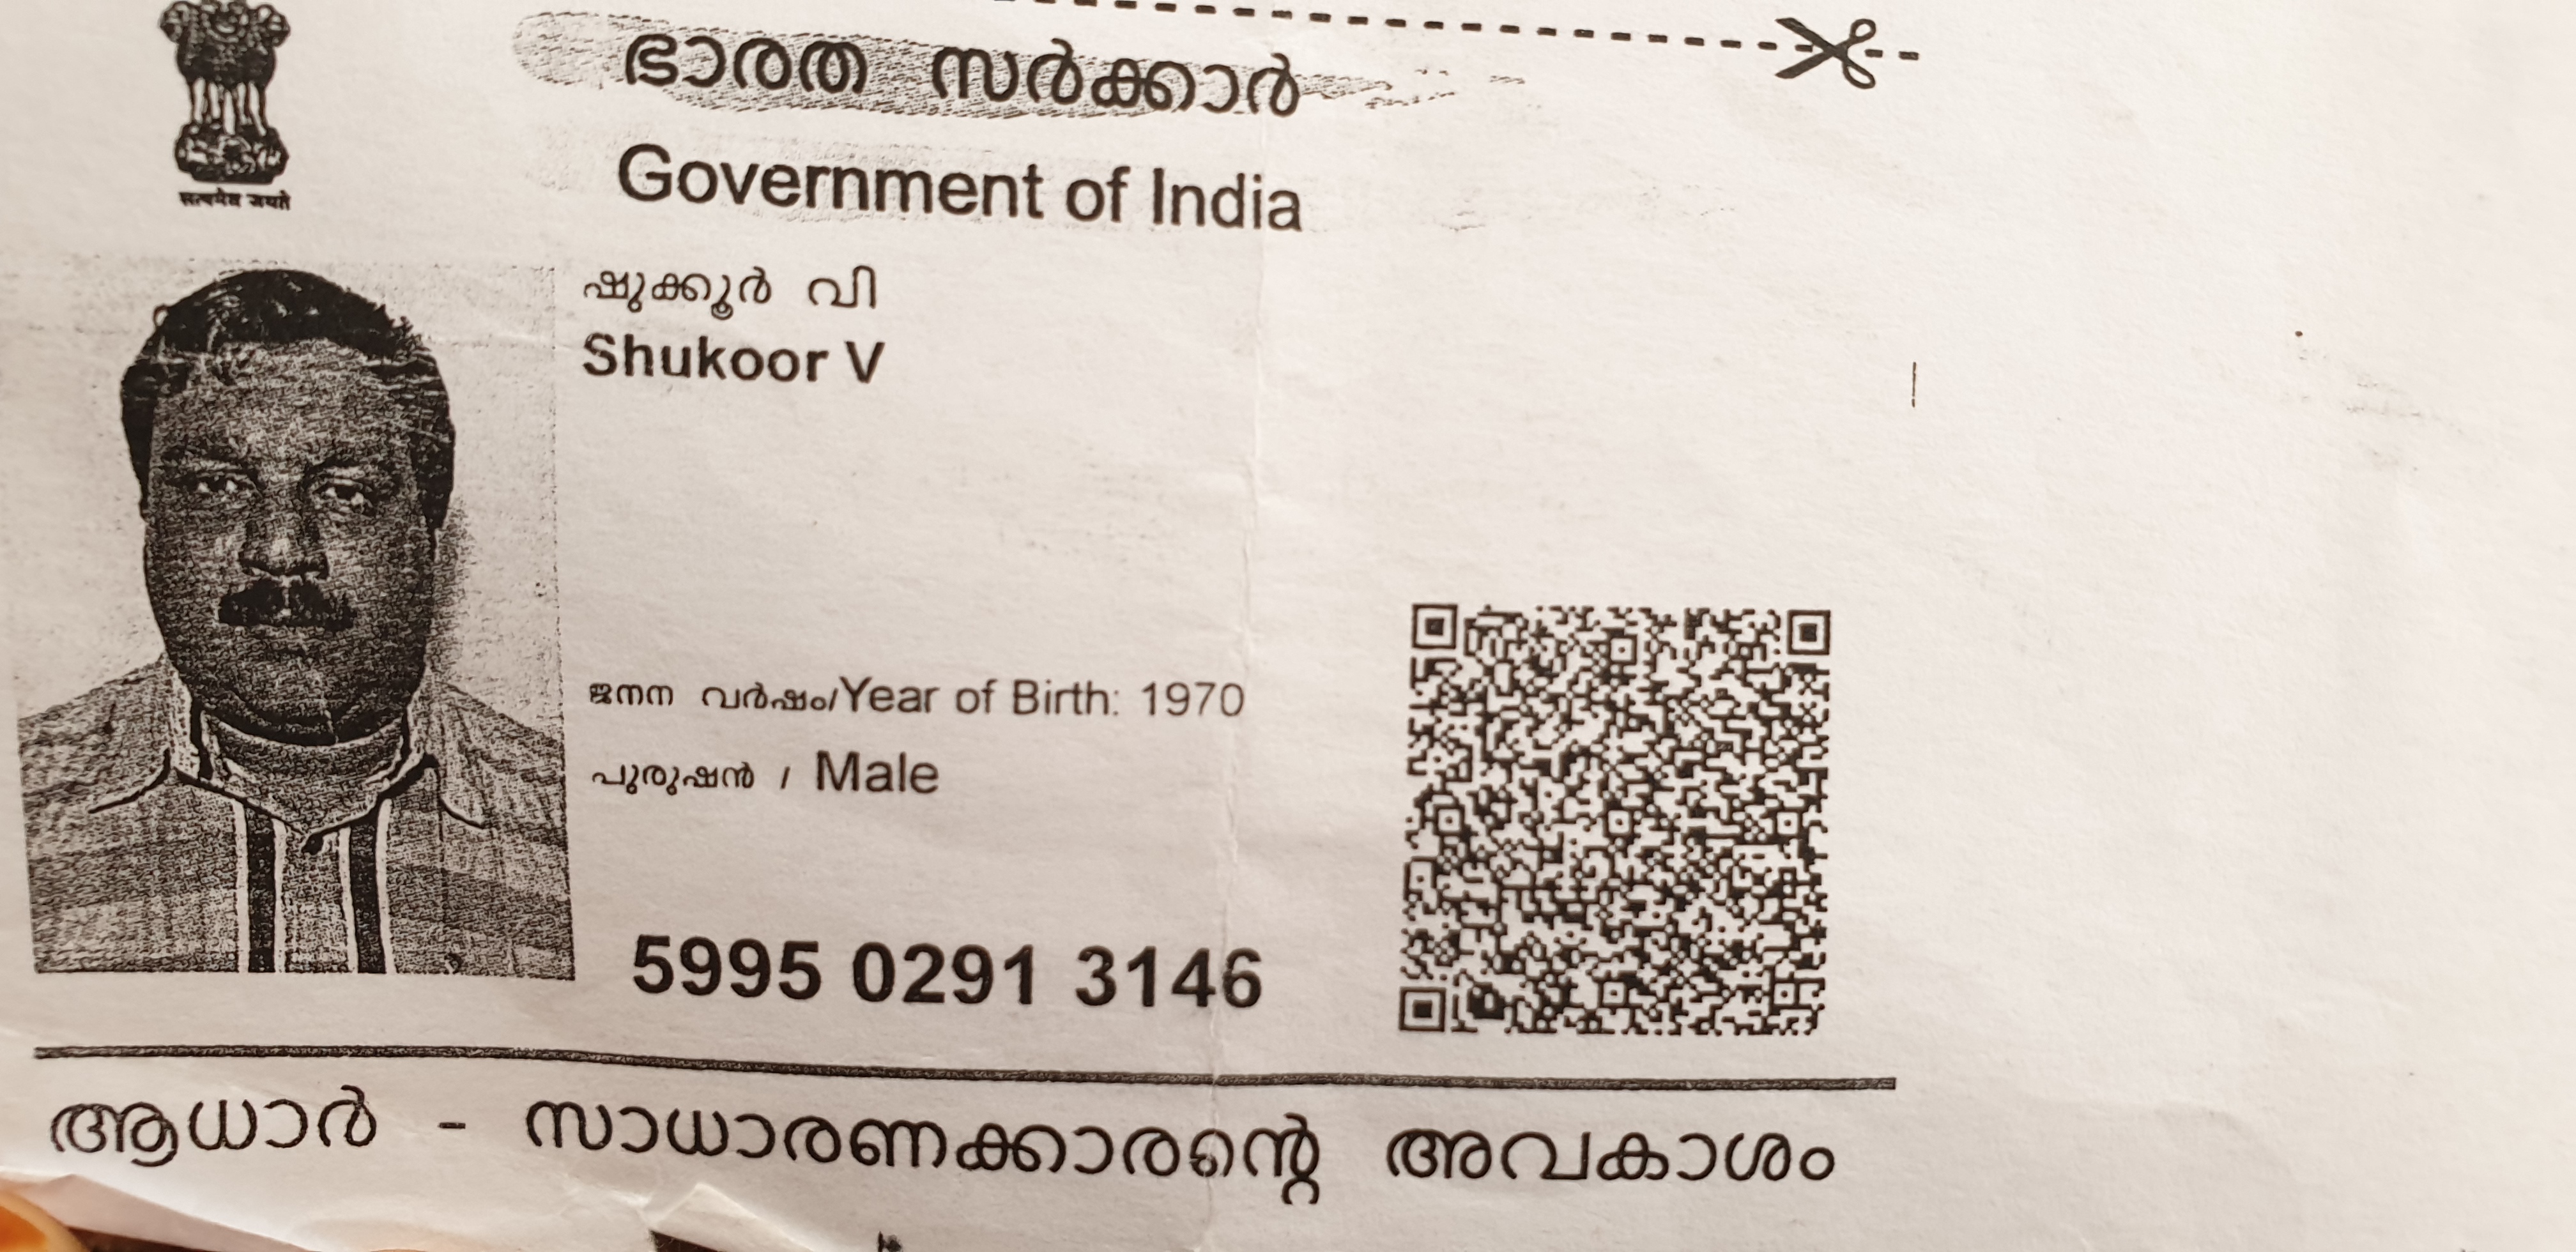 ഭാരത സർക്കാർ
Government of India
सत्यमेव जयते
ഷുക്കൂർ വി
Shukoor V
ജനന വർഷം/Year of Birth: 1970
പുരുഷൻ / Male
5995 0291 3146
ആധാർ - സാധാരണക്കാരന്റെ അവകാശം